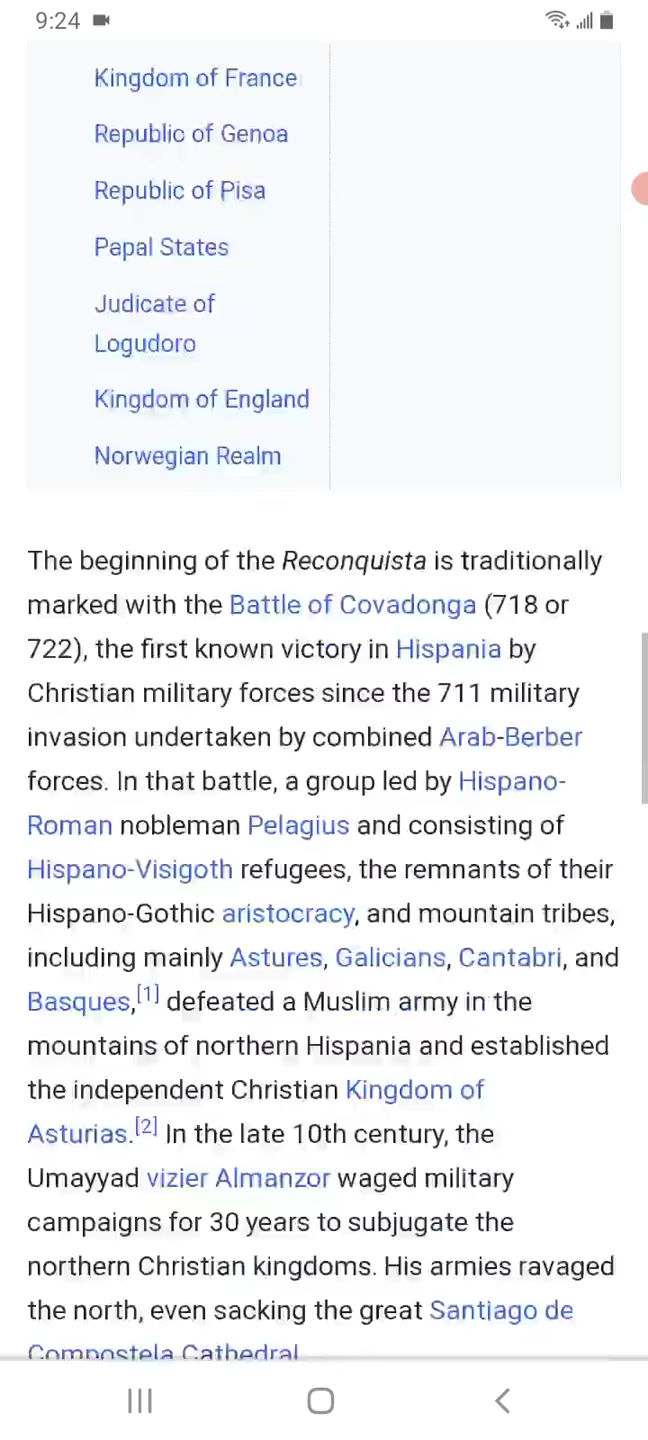 9:24
Kingdom of France
Republic of Genoa
Republic of Pisa
Papal States
Judicate of
Logudoro
Kingdom of England
Norwegian Realm
The beginning of the Reconquista is traditionally
marked with the Battle of Covadonga (718 or
722), the first known victory in Hispania by
Christian military forces since the 711 military
invasion undertaken by combined Arab-Berber
forces. In that battle, a group led by Hispano-
Roman nobleman Pelagius and consisting of
Hispano-Visigoth refugees, the remnants of their
Hispano-Gothic aristocracy, and mountain tribes,
including mainly Astures, Galicians, Cantabri, and
Basques,[1] defeated a Muslim army in the
mountains of northern Hispania and established
the independent Christian Kingdom of
Asturias.[2] In the late 10th century, the
Umayyad vizier Almanzor waged military
campaigns for 30 years to subjugate the
northern Christian kingdoms. His armies ravaged
the north, even sacking the great Santiago de
Compostela Cathedral